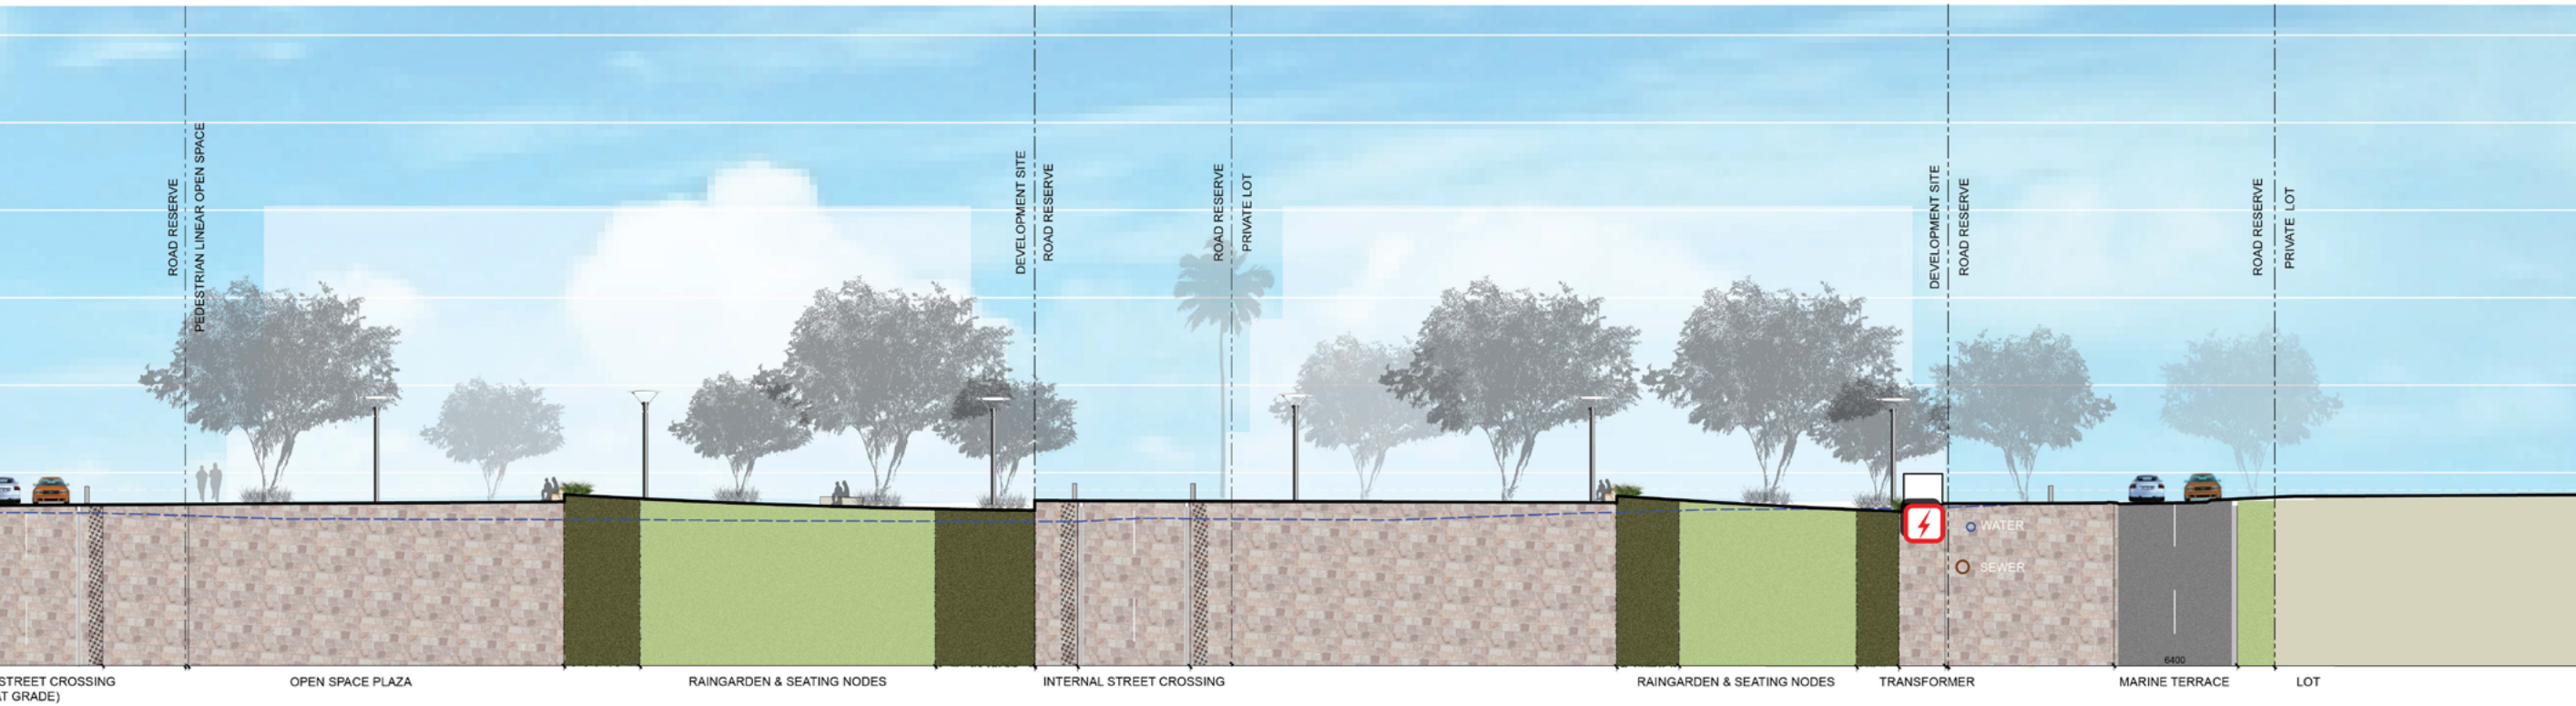 ROAD RESERVE
PEDESTRIAN LINEAR OPEN SPACE
DEVELOPMENT SITE
ROAD RESERVE
ROAD RESERVE
PRIVATE LOT
DEVELOPMENT SITE
ROAD RESERVE
ROAD RESERVE
PRIVATE LOT
WATER
SEWER
6400
STREET CROSSING
AT GRADE)
OPEN SPACE PLAZA
RAINGARDEN & SEATING NODES
INTERNAL STREET CROSSING
RAINGARDEN & SEATING NODES
TRANSFORMER
MARINE TERRACE
LOT